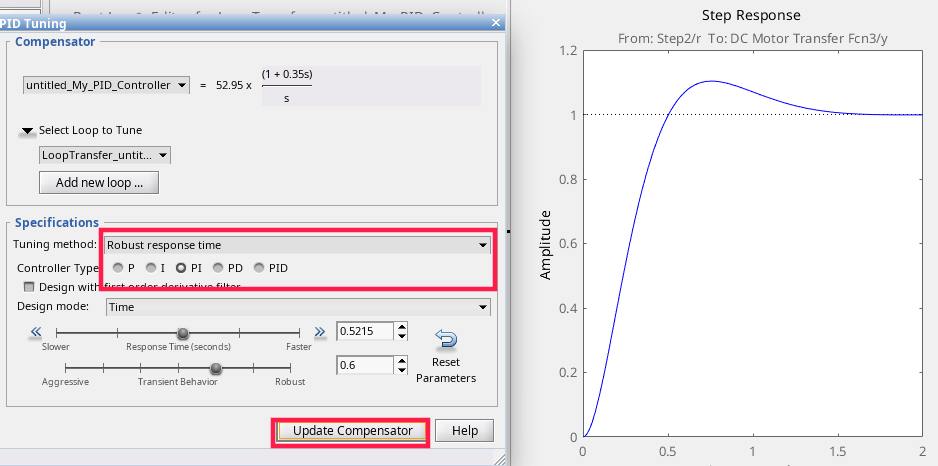 PID Tuning
Compensator
untitled_My_PID_Controller = 52.95 x (1 + 0.35s)
s
Select Loop to Tune
LoopTransfer_untit...
Add new loop ...
Specifications
Tuning method: Robust response time
Controller Type: P I PI PD PID
Design with first order derivative filter
Design mode: Time
Slower Response Time (seconds) Faster
0.5215
Aggressive Transient Behavior Robust
0.6
Reset
Parameters
Update Compensator
Help
Step Response
From: Step2/r To: DC Motor Transfer Fcn3/y
Amplitude
1.2
1
0.8
0.6
0.4
0.2
0
0 0.5 1 1.5 2